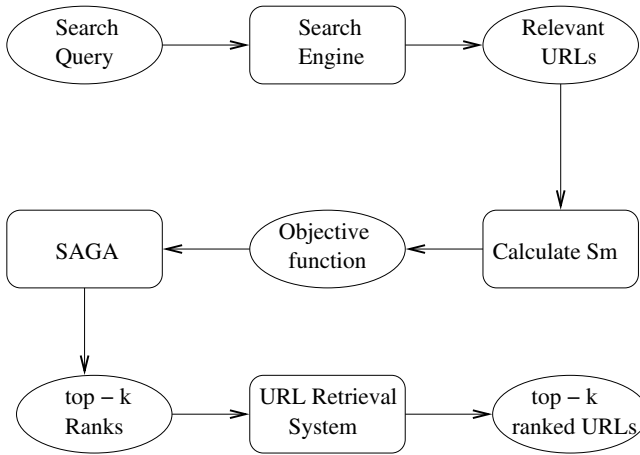 Search
Query
Search
Engine
Relevant
URLs
SAGA
Objective
function
Calculate Sm
top − k
Ranks
URL Retrieval
System
top − k
ranked URLs